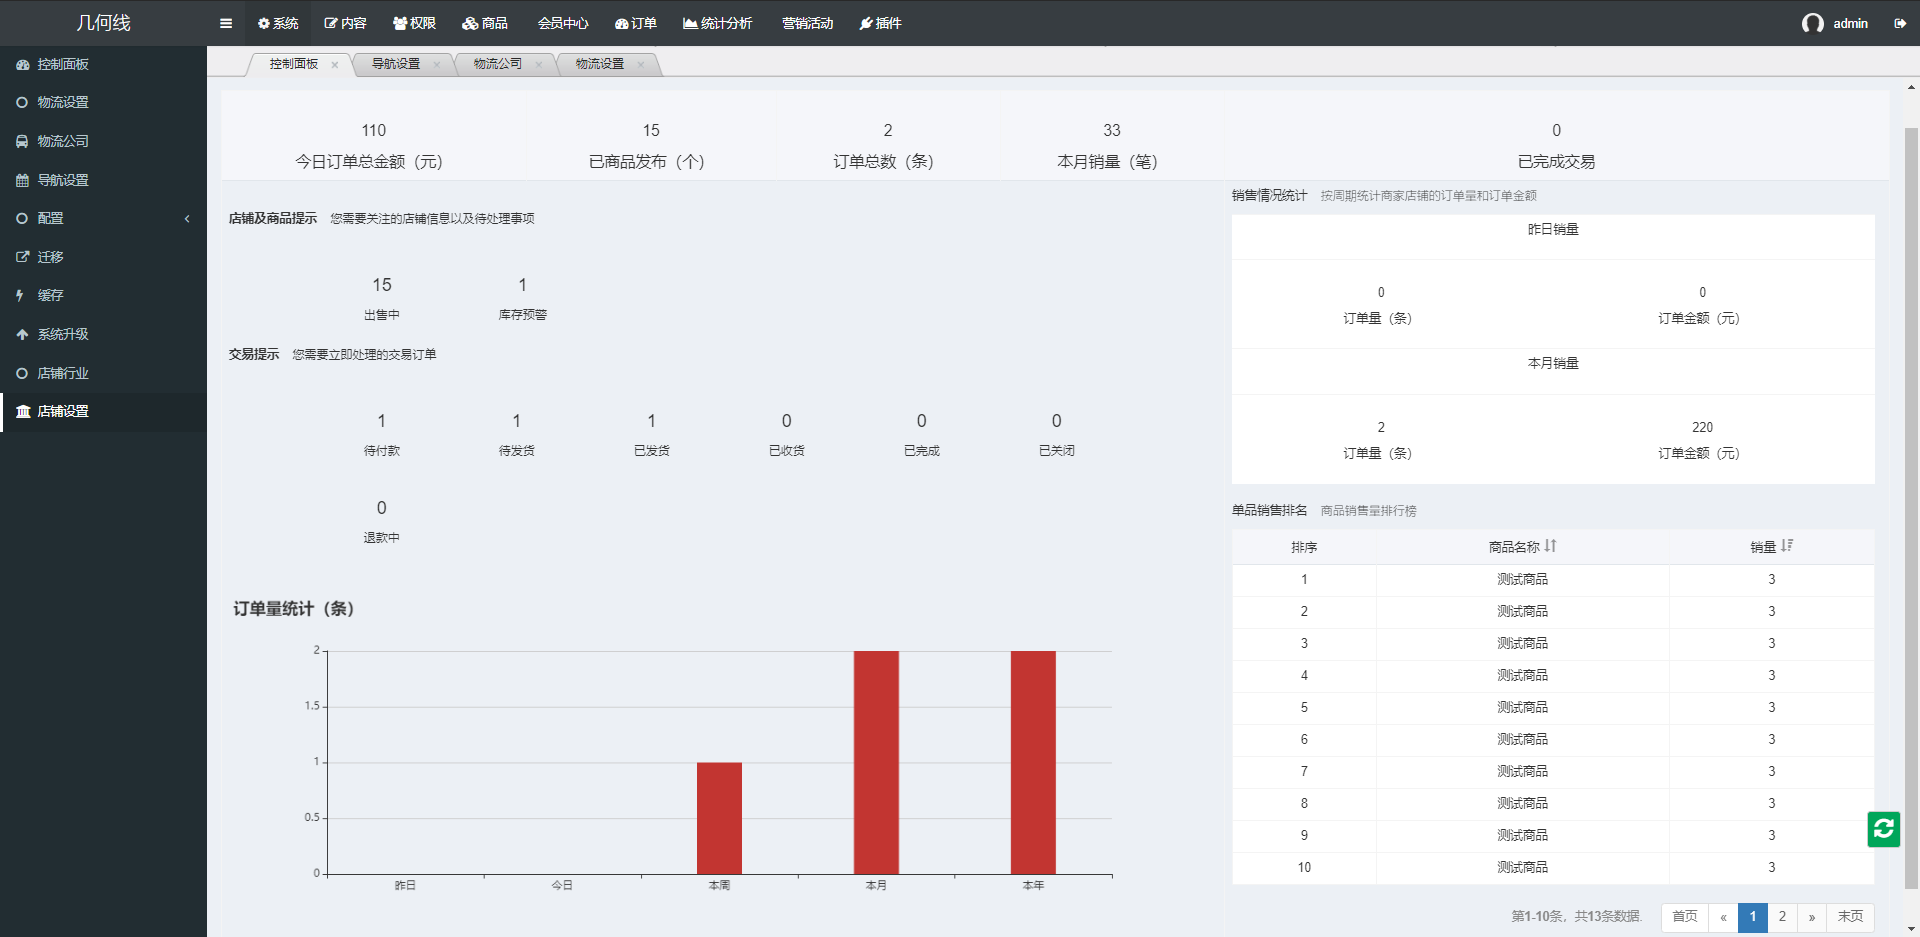 几何线
系统 内容 权限 商品 会员中心 订单 统计分析 营销活动 插件 admin
控制面板
物流设置
物流公司
导航设置
配置
迁移
缓存
系统升级
店铺行业
店铺设置
控制面板 × 导航设置 × 物流公司 × 物流设置 ×
110 15 2 33 0
今日订单总金额（元） 已商品发布（个） 订单总数（条） 本月销量（笔） 已完成交易
店铺及商品提示 您需要关注的店铺信息以及待处理事项
15 1
出售中 库存预警
交易提示 您需要立即处理的交易订单
1 1 1 0 0 0
待付款 待发货 已发货 已收货 已完成 已关闭
0
退款中
订单量统计（条）
2
1.5
1
0.5
0
昨日 今日 本周 本月 本年
销售情况统计 按周期统计商家店铺的订单量和订单金额
昨日销量
0 0
订单量（条） 订单金额（元）
本月销量
2 220
订单量（条） 订单金额（元）
单品销售排名 商品销售量排行榜
排序 商品名称 销量
1 测试商品 3
2 测试商品 3
3 测试商品 3
4 测试商品 3
5 测试商品 3
6 测试商品 3
7 测试商品 3
8 测试商品 3
9 测试商品 3
10 测试商品 3
第1-10条，共13条数据. 首页 « 1 2 » 末页